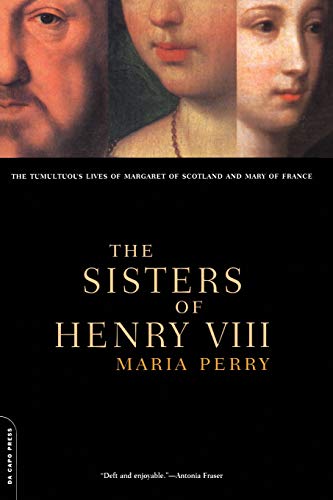 THE TUMULTUOUS LIVES OF MARGARET OF SCOTLAND AND MARY OF FRANCE
THE
SISTERS
OF
HENRY VIII
MARIA PERRY
DA CAPO PRESS
"Deft and enjoyable."—Antonia Fraser